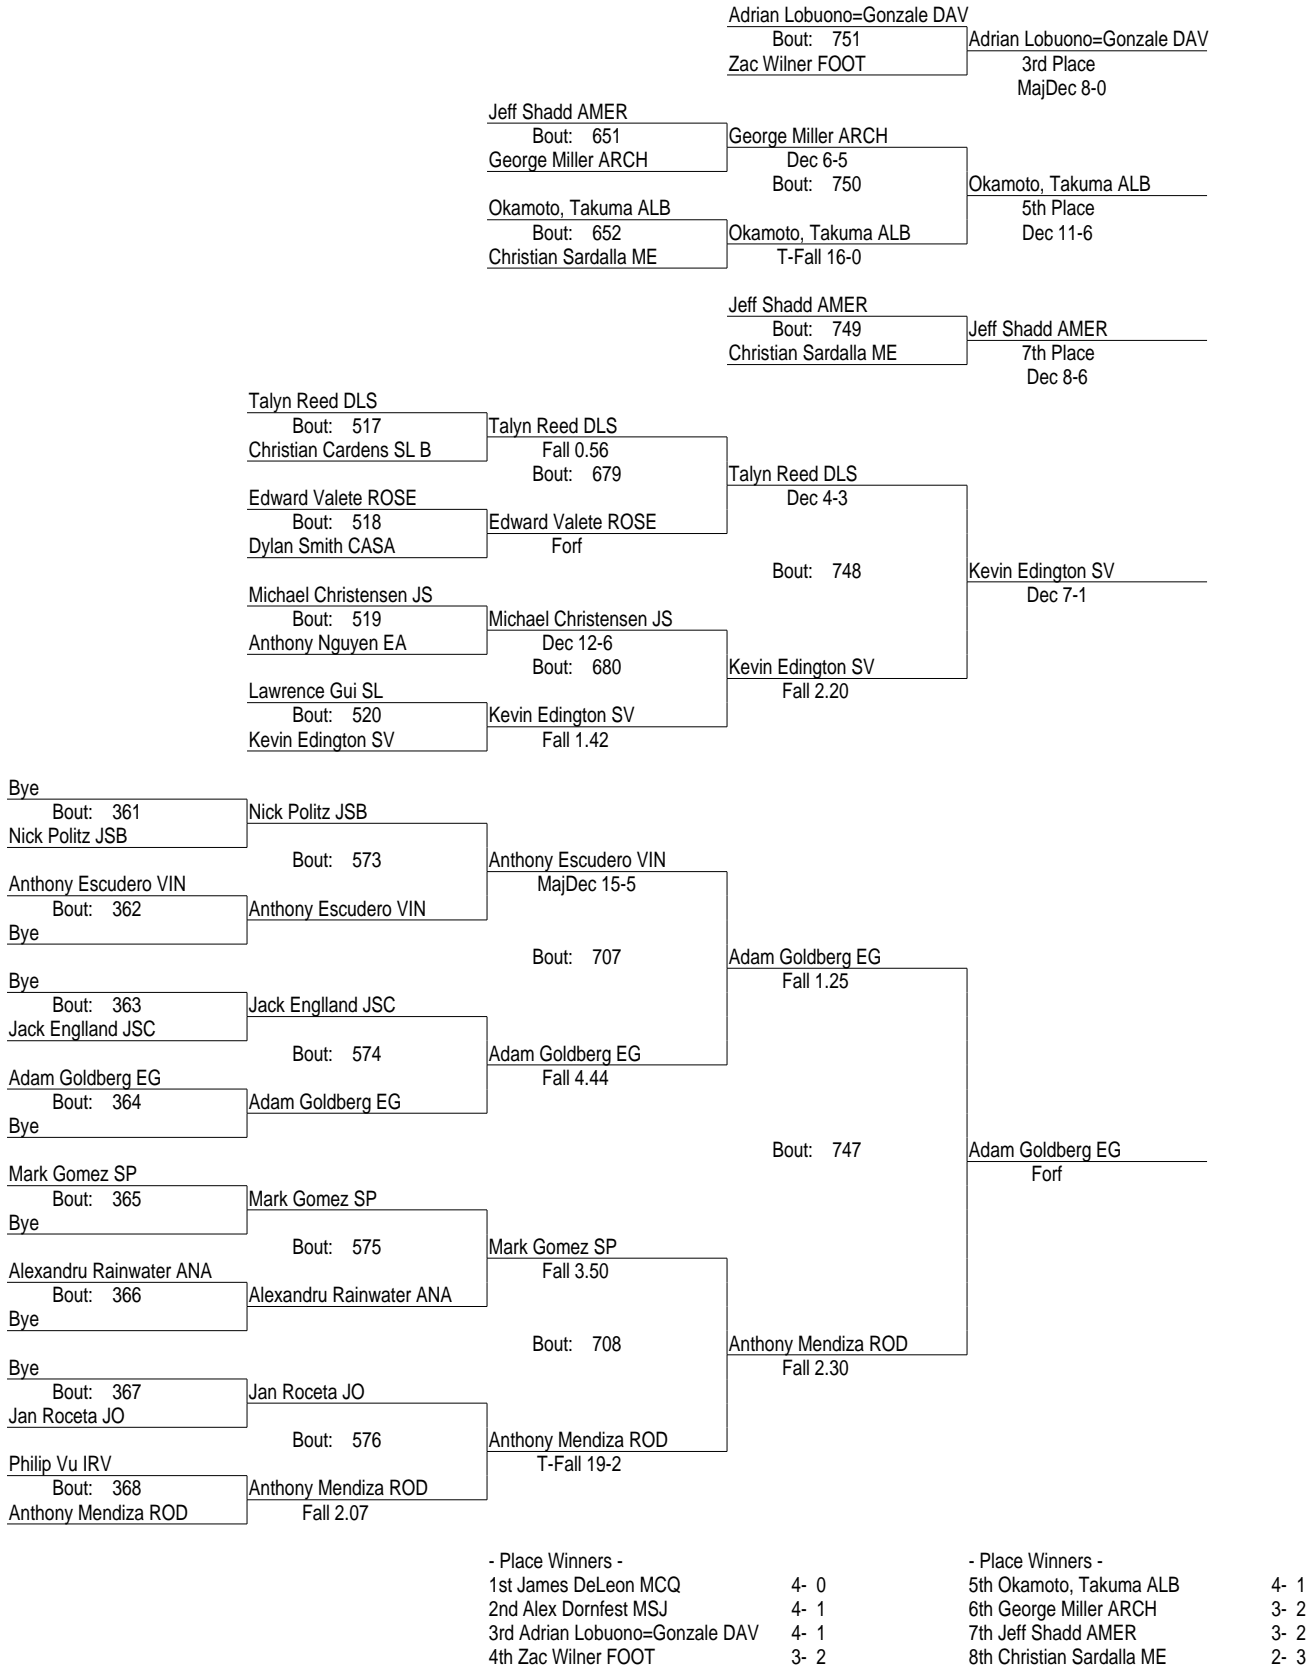 Adrian Lobuono=Gonzale DAV
Bout: 751 Adrian Lobuono=Gonzale DAV
Zac Wilner FOOT 3rd Place
MajDec 8-0
Jeff Shadd AMER
Bout: 651 George Miller ARCH
George Miller ARCH Dec 6-5
Bout: 750 Okamoto, Takuma ALB
Okamoto, Takuma ALB 5th Place
Bout: 652 Okamoto, Takuma ALB Dec 11-6
Christian Sardalla ME T-Fall 16-0
Jeff Shadd AMER
Bout: 749 Jeff Shadd AMER
Christian Sardalla ME 7th Place
Dec 8-6
Talyn Reed DLS
Bout: 517 Talyn Reed DLS
Christian Cardens SL B Fall 0.56
Bout: 679 Talyn Reed DLS
Edward Valete ROSE Dec 4-3
Bout: 518 Edward Valete ROSE
Dylan Smith CASA Forf
Bout: 748 Kevin Edington SV
Michael Christensen JS Dec 7-1
Bout: 519 Michael Christensen JS
Anthony Nguyen EA Dec 12-6
Bout: 680 Kevin Edington SV
Lawrence Gui SL Fall 2.20
Bout: 520 Kevin Edington SV
Kevin Edington SV Fall 1.42
Bye
Bout: 361 Nick Politz JSB
Nick Politz JSB
Bout: 573 Anthony Escudero VIN
Anthony Escudero VIN MajDec 15-5
Bout: 362 Anthony Escudero VIN
Bye
Bout: 707 Adam Goldberg EG
Bye Fall 1.25
Bout: 363 Jack Englland JSC
Jack Englland JSC
Bout: 574 Adam Goldberg EG
Adam Goldberg EG Fall 4.44
Bout: 364 Adam Goldberg EG
Bye
Bout: 747 Adam Goldberg EG
Mark Gomez SP Forf
Bout: 365 Mark Gomez SP
Bye
Bout: 575 Mark Gomez SP
Alexandru Rainwater ANA Fall 3.50
Bout: 366 Alexandru Rainwater ANA
Bye
Bout: 708 Anthony Mendiza ROD
Bye Fall 2.30
Bout: 367 Jan Roceta JO
Jan Roceta JO
Bout: 576 Anthony Mendiza ROD
Philip Vu IRV T-Fall 19-2
Bout: 368 Anthony Mendiza ROD
Anthony Mendiza ROD Fall 2.07
- Place Winners - - Place Winners -
1st James DeLeon MCQ 4- 0 5th Okamoto, Takuma ALB 4- 1
2nd Alex Dornfest MSJ 4- 1 6th George Miller ARCH 3- 2
3rd Adrian Lobuono=Gonzale DAV 4- 1 7th Jeff Shadd AMER 3- 2
4th Zac Wilner FOOT 3- 2 8th Christian Sardalla ME 2- 3